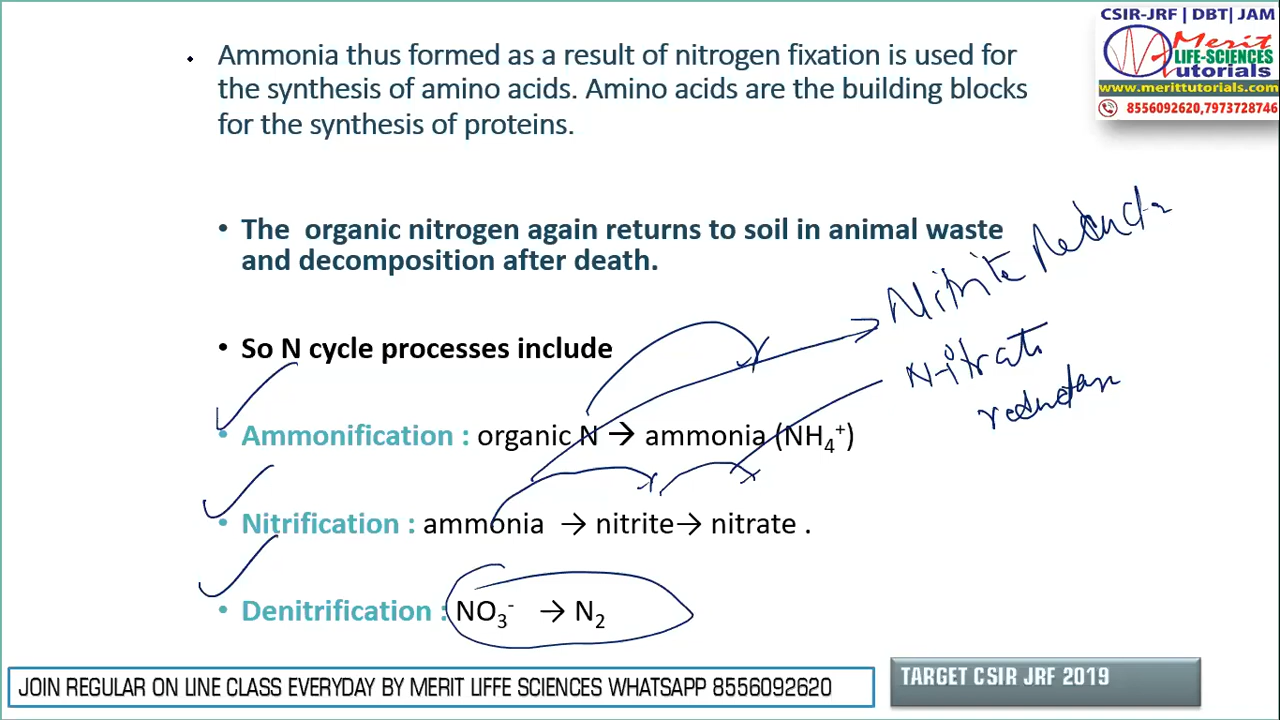 CSIR-JRF | DBT| JAM
Merit
LIFE-SCIENCES
utorials
www.merittutorials.com
8556092620,7973728746
• Ammonia thus formed as a result of nitrogen fixation is used for
the synthesis of amino acids. Amino acids are the building blocks
for the synthesis of proteins.
• The organic nitrogen again returns to soil in animal waste
and decomposition after death.
Nitrite
• So N cycle processes include
Nitrate
• Ammonification : organic N → ammonia (NH₄⁺)
• Nitrification : ammonia → nitrite→ nitrate .
• Denitrification : NO₃⁻ → N₂
JOIN REGULAR ON LINE CLASS EVERYDAY BY MERIT LIFFE SCIENCES WHATSAPP 8556092620
TARGET CSIR JRF 2019